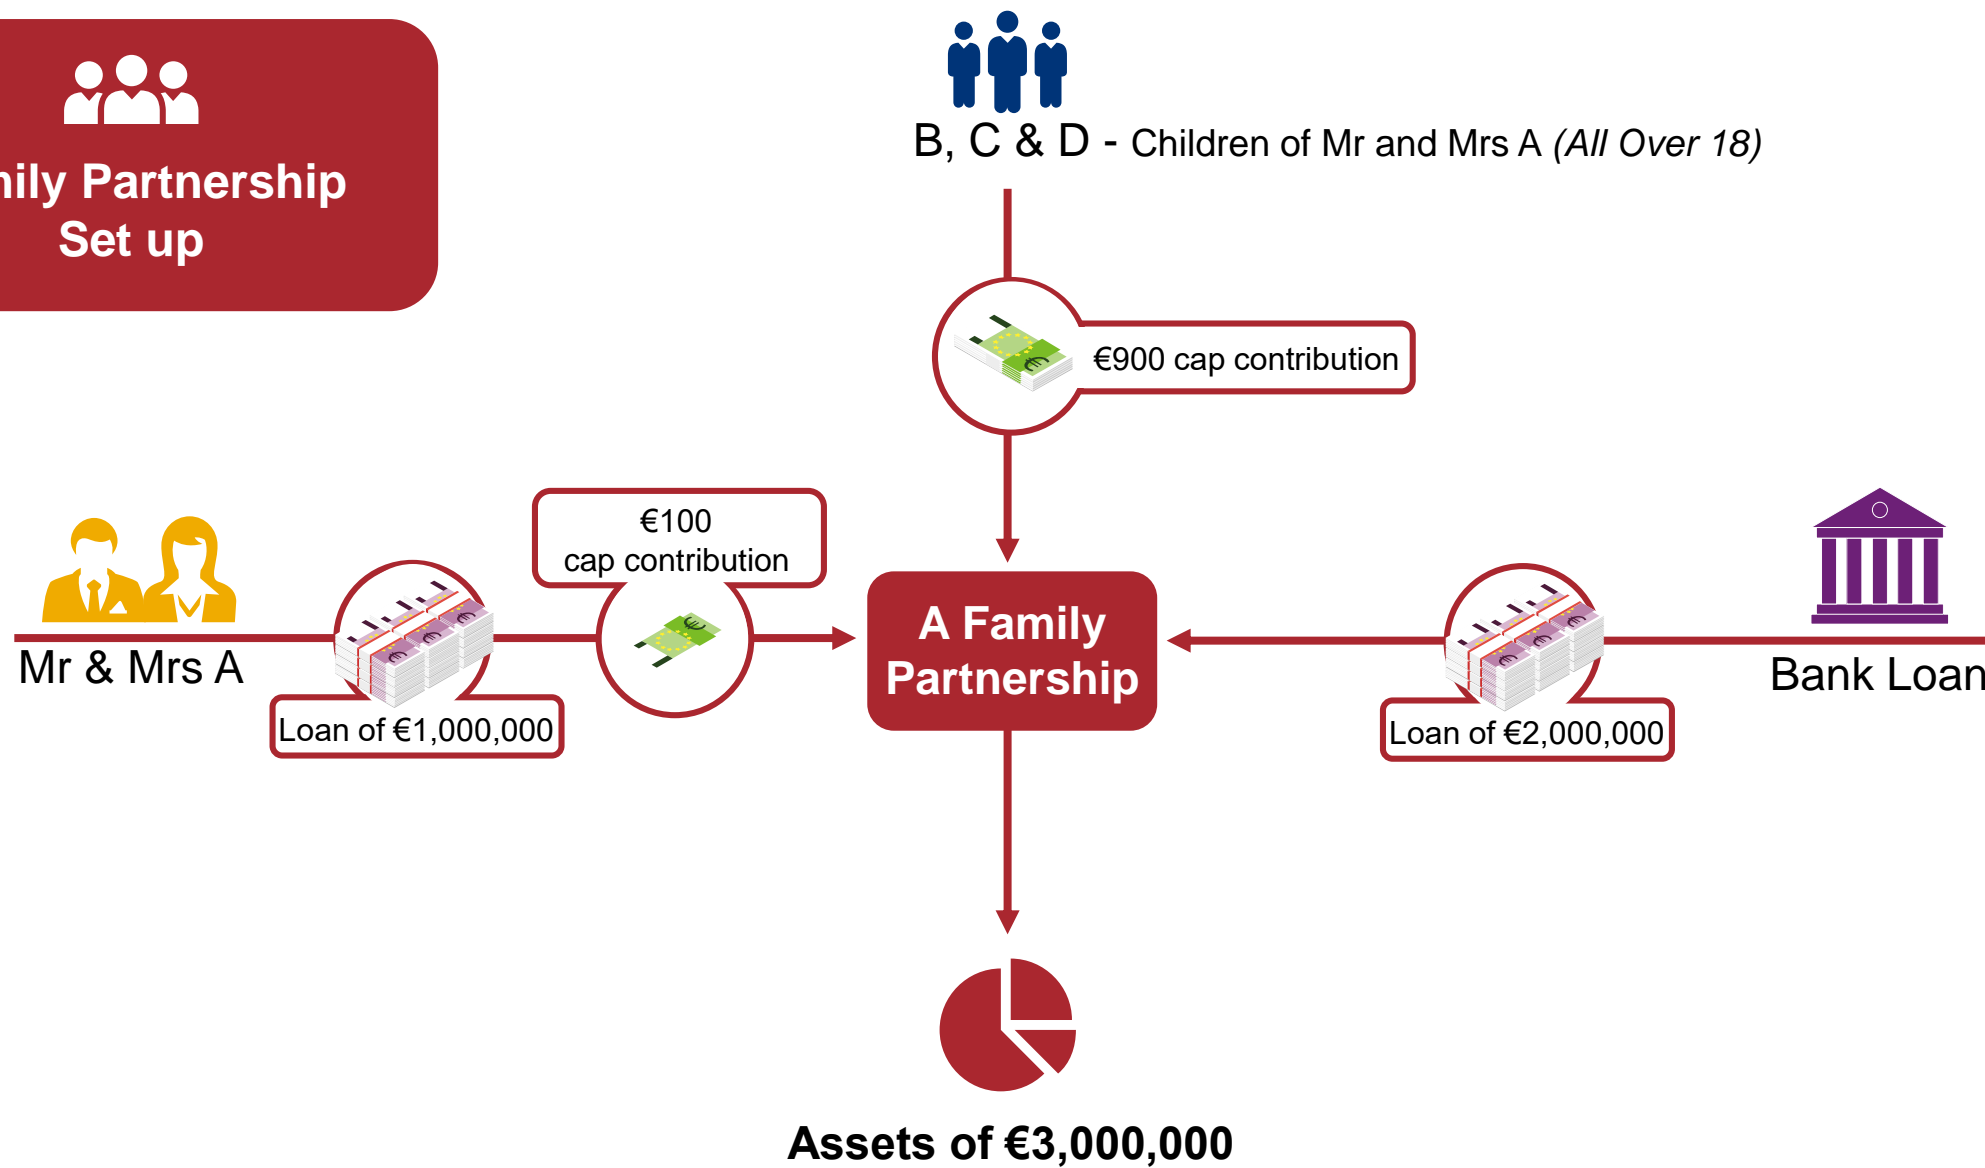 B, C & D - Children of Mr and Mrs A (All Over 18)
Partnership
Set up
€900 cap contribution
€100
cap contribution
A Family
Partnership
Mr & Mrs A
Bank Loan
Loan of €1,000,000
Loan of €2,000,000
Assets of €3,000,000